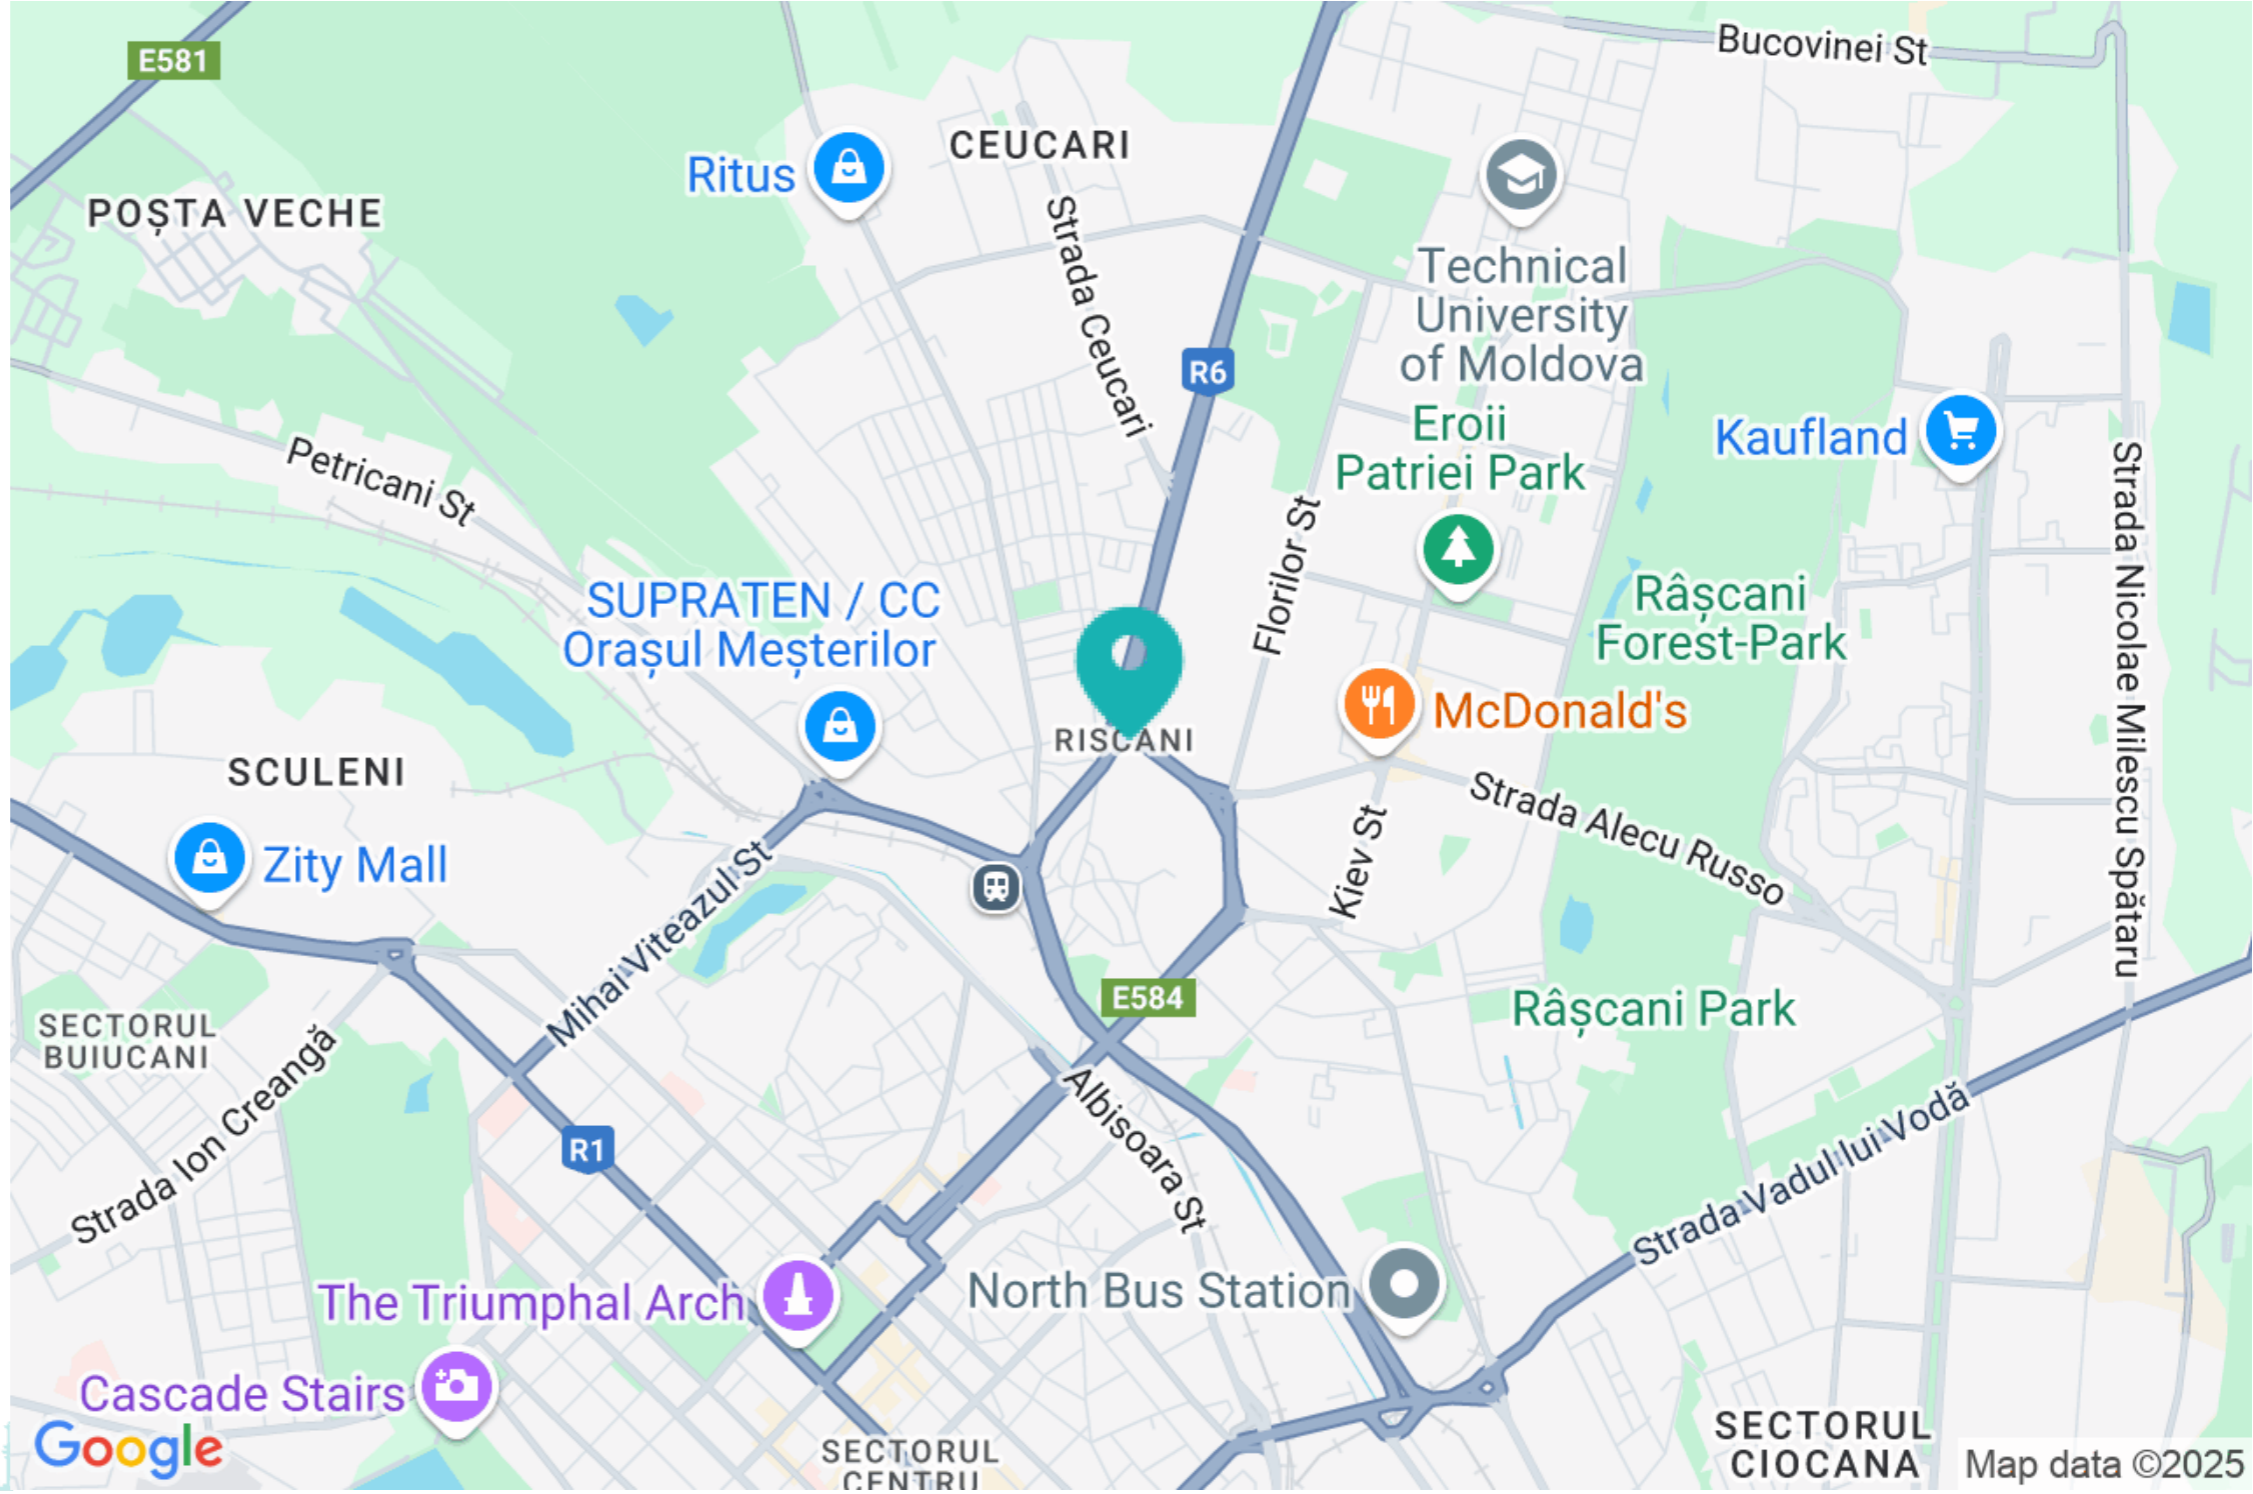 Bucovinei St
E581
CEUCARI
Ritus
POȘTA VECHE
Strada Ceucari
Technical
University
of Moldova
R6
Eroii
Patriei Park
Kaufland
Petricani St
Strada Nicolae Milescu Spătaru
Florilor St
SUPRATEN / CC
Orașul Meșterilor
Râșcani
Forest-Park
McDonald's
RISCANI
SCULENI
Strada Alecu Russo
Zity Mall
Kiev St
Mihai Viteazul St
E584
Râșcani Park
SECTORUL
BUIUCANI
Strada Ion Creangă
Albisoara St
R1
Strada Vadul lui Vodă
North Bus Station
The Triumphal Arch
Cascade Stairs
Google
SECTORUL
CENTRU
SECTORUL
CIOCANA
Map data ©2025